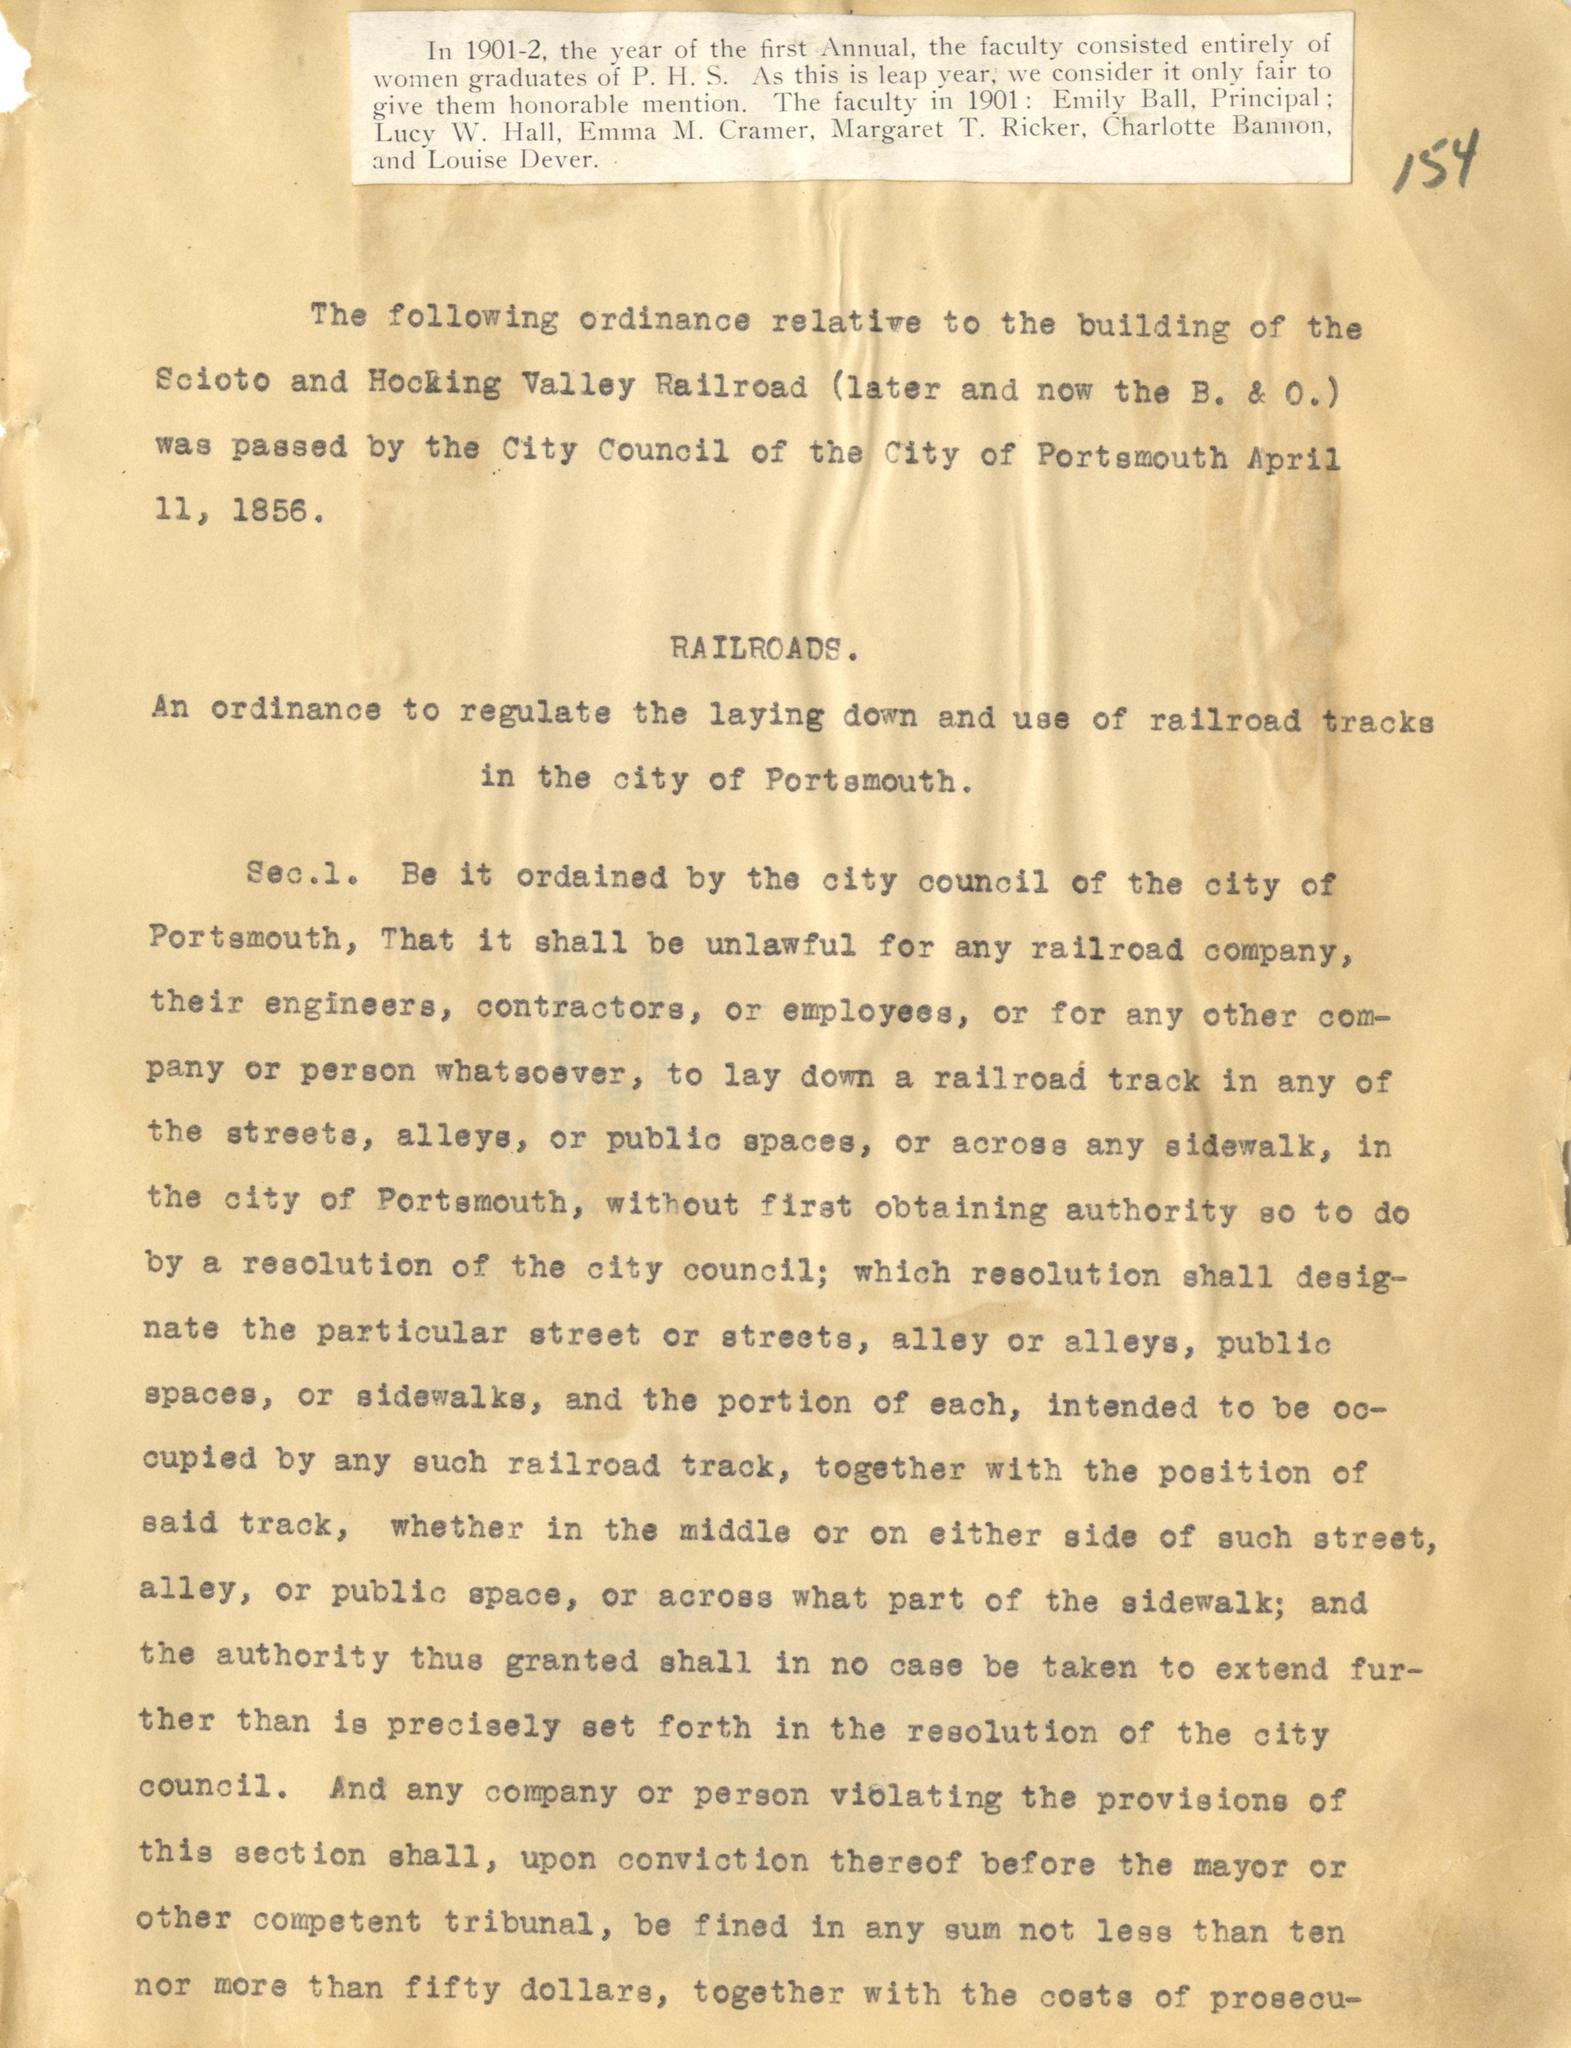 In 1901-2, the year of the first Annual, the faculty consisted entirely of
women graduates of P. H. S. As this is leap year, we consider it only fair to
give them honorable mention. The faculty in 1901: Emily Ball, Principal;
Lucy W. Hall, Emma M. Cramer, Margaret T. Ricker, Charlotte Bannon,
and Louise Dever.
154
The following ordinance relative to the building of the
Scioto and Hocking Valley Railroad (later and now the B. & O.)
was passed by the City Council of the City of Portsmouth April
11, 1856.
RAILROADS.
An ordinance to regulate the laying down and use of railroad tracks
in the city of Portsmouth.
Sec.1. Be it ordained by the city council of the city of
Portsmouth, That it shall be unlawful for any railroad company,
their engineers, contractors, or employees, or for any other com-
pany or person whatsoever, to lay down a railroad track in any of
the streets, alleys, or public spaces, or across any sidewalk, in
the city of Portsmouth, without first obtaining authority so to do
by a resolution of the city council; which resolution shall desig-
nate the particular street or streets, alley or alleys, public
spaces, or sidewalks, and the portion of each, intended to be oc-
cupied by any such railroad track, together with the position of
said track, whether in the middle or on either side of such street,
alley, or public space, or across what part of the sidewalk; and
the authority thus granted shall in no case be taken to extend fur-
ther than is precisely set forth in the resolution of the city
council. And any company or person violating the provisions of
this section shall, upon conviction thereof before the mayor or
other competent tribunal, be fined in any sum not less than ten
nor more than fifty dollars, together with the costs of prosecu-